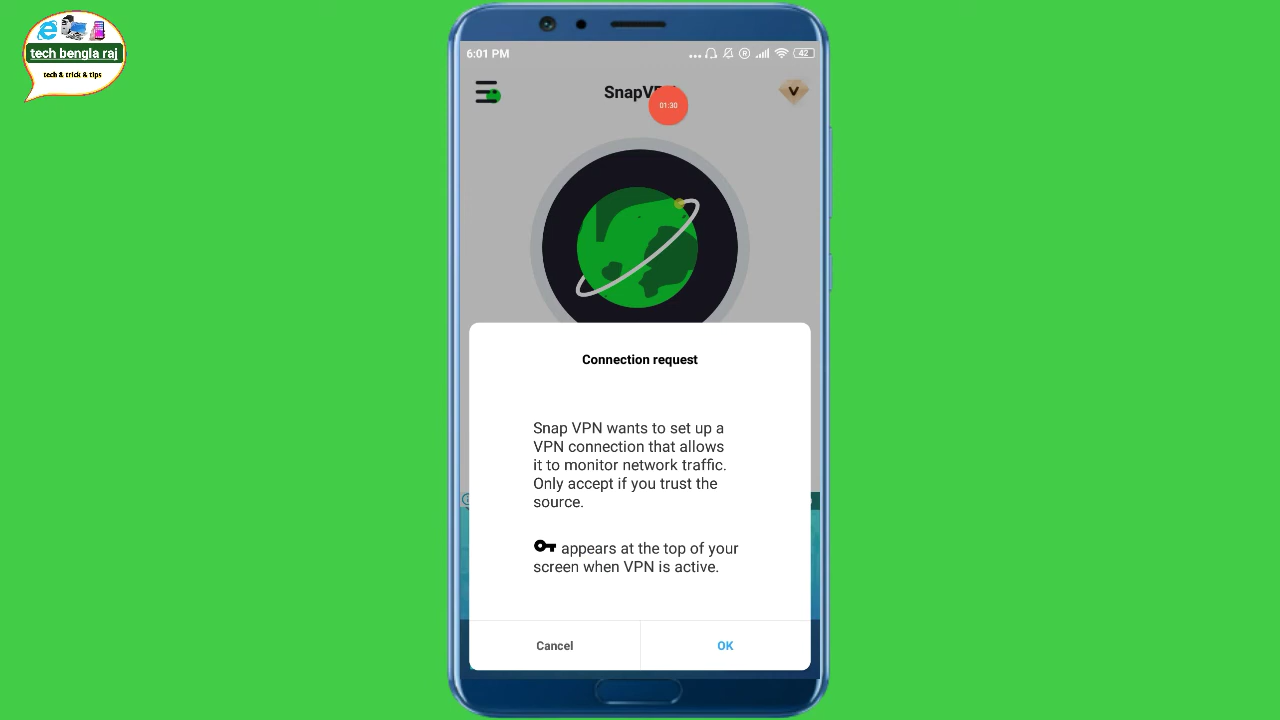 tech bengla raj
tech & trick & tips
6:01 PM
42
SnapV
01:30
V
Connection request
Snap VPN wants to set up a
VPN connection that allows
it to monitor network traffic.
Only accept if you trust the
source.
appears at the top of your
screen when VPN is active.
Cancel
OK